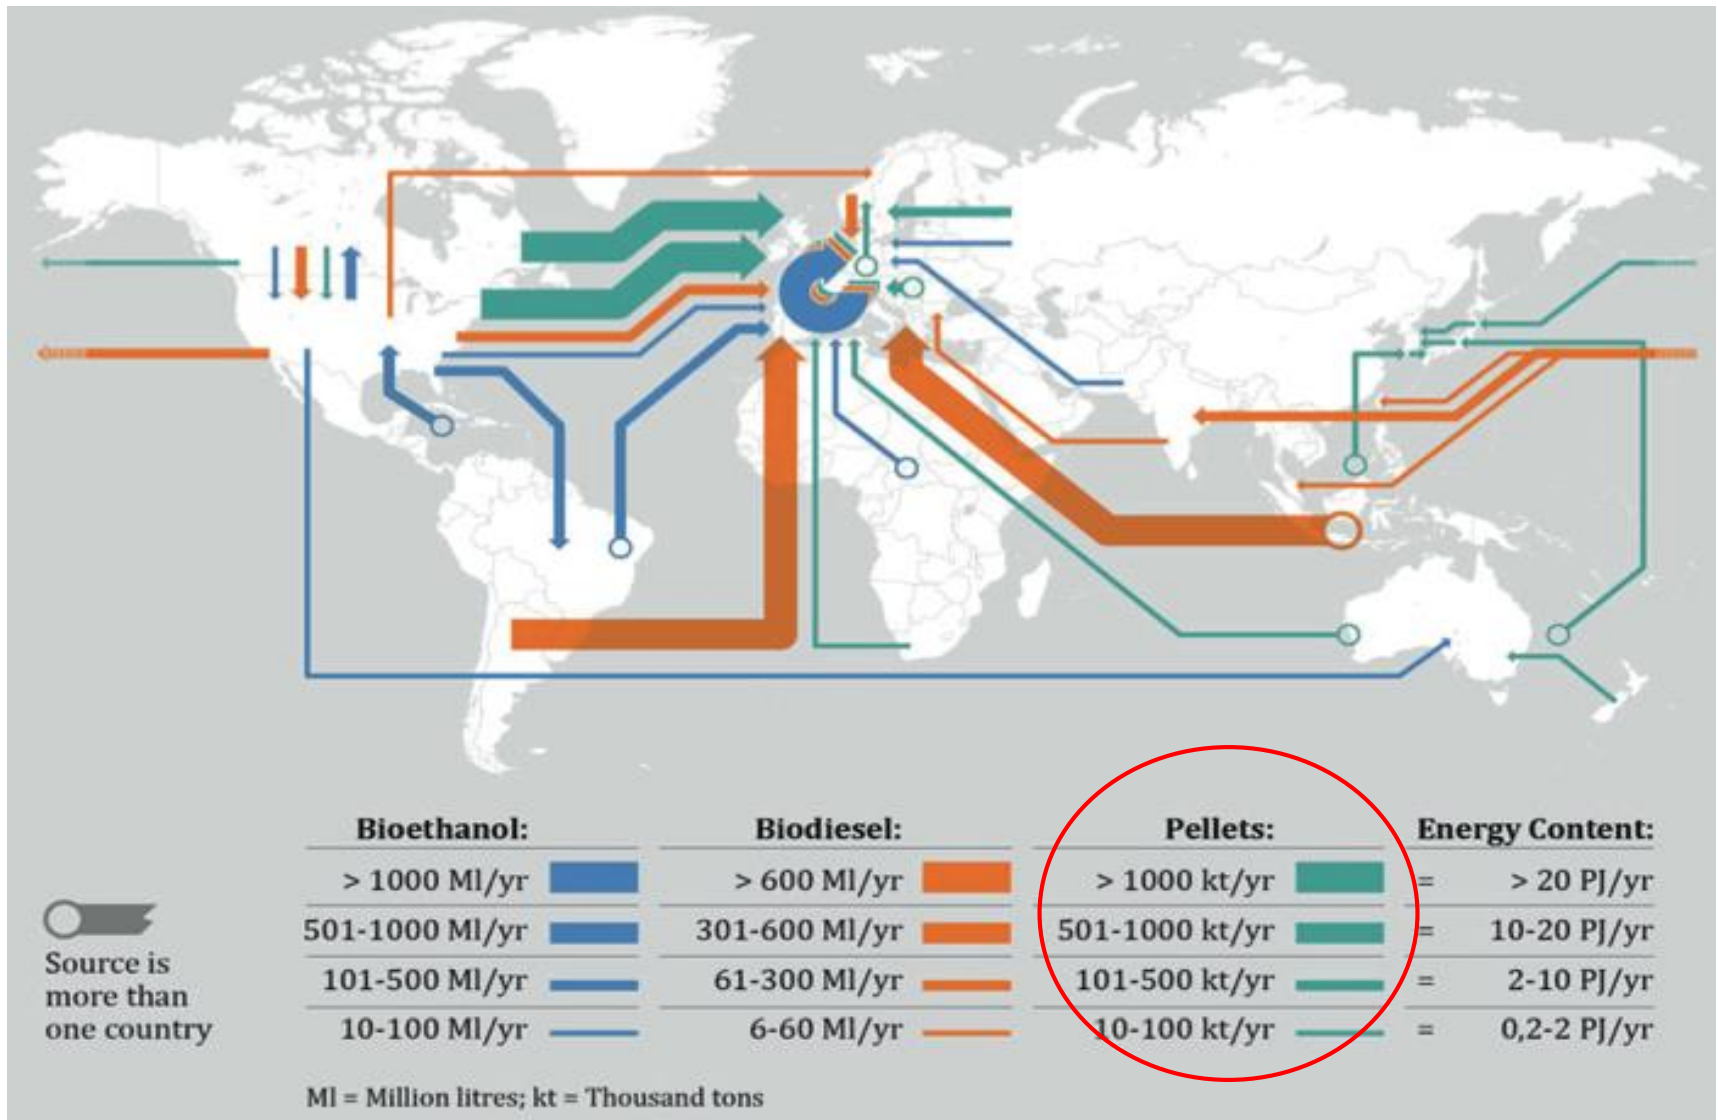 Bioethanol:
> 1000 Ml/yr
501-1000 Ml/yr
101-500 Ml/yr
10-100 Ml/yr
Biodiesel:
> 600 Ml/yr
301-600 Ml/yr
61-300 Ml/yr
6-60 Ml/yr
Pellets:
> 1000 kt/yr
501-1000 kt/yr
101-500 kt/yr
10-100 kt/yr
Energy Content:
= > 20 PJ/yr
= 10-20 PJ/yr
= 2-10 PJ/yr
= 0,2-2 PJ/yr
Source is
more than
one country
Ml = Million litres; kt = Thousand tons